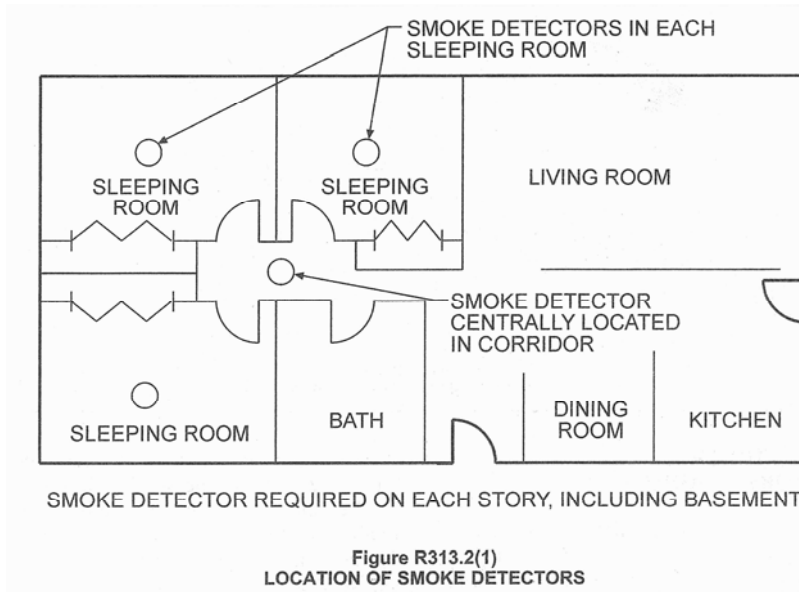 SMOKE DETECTORS IN EACH
SLEEPING ROOM
SLEEPING
ROOM
SLEEPING
ROOM
LIVING ROOM
SMOKE DETECTOR
CENTRALLY LOCATED
IN CORRIDOR
SLEEPING ROOM
BATH
DINING
ROOM
KITCHEN
SMOKE DETECTOR REQUIRED ON EACH STORY, INCLUDING BASEMENT
Figure R313.2(1)
LOCATION OF SMOKE DETECTORS